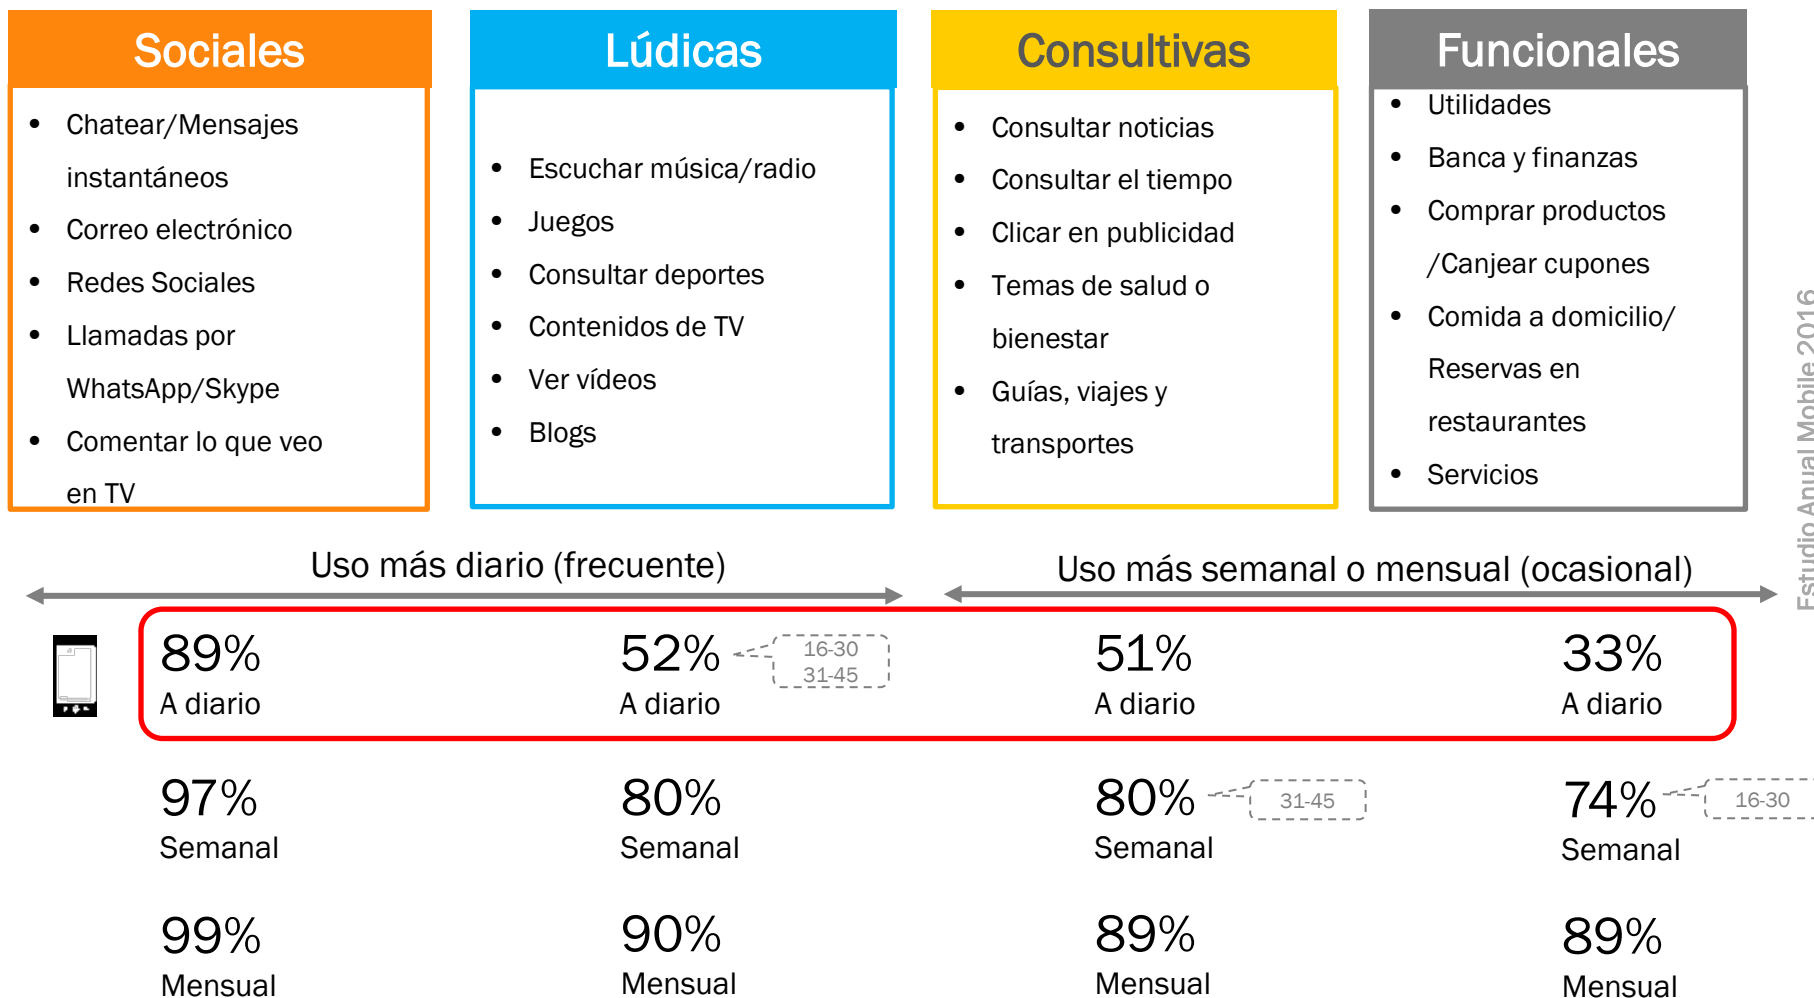 Sociales
• Chatear/Mensajes
instantáneos
• Correo electrónico
• Redes Sociales
• Llamadas por
WhatsApp/Skype
• Comentar lo que veo
en TV
Lúdicas
• Escuchar música/radio
• Juegos
• Consultar deportes
• Contenidos de TV
• Ver vídeos
• Blogs
Consultivas
• Consultar noticias
• Consultar el tiempo
• Clicar en publicidad
• Temas de salud o
bienestar
• Guías, viajes y
transportes
Funcionales
• Utilidades
• Banca y finanzas
• Comprar productos
/Canjear cupones
• Comida a domicilio/
Reservas en
restaurantes
• Servicios
Estudio Anual Mobile 2016
Uso más diario (frecuente)
Uso más semanal o mensual (ocasional)
89%
A diario
52%
A diario
16-30
31-45
51%
A diario
33%
A diario
97%
Semanal
80%
Semanal
80%
Semanal
31-45
74%
Semanal
16-30
99%
Mensual
90%
Mensual
89%
Mensual
89%
Mensual